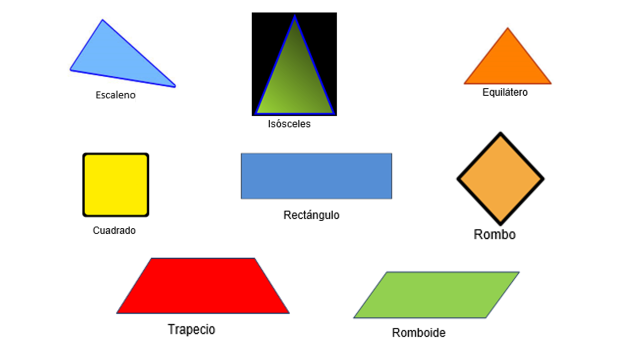 Escaleno
Isósceles
Equilátero
Cuadrado
Rectángulo
Rombo
Trapecio
Romboide